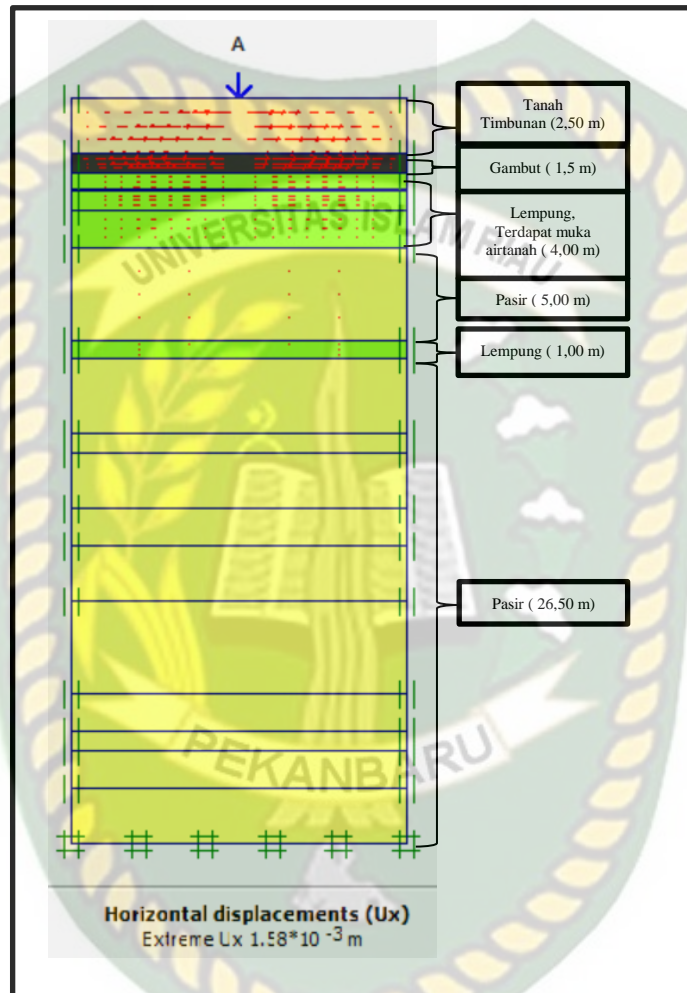 A
Tanah
Timbunan (2,50 m)
Gambut ( 1,5 m)
Lempung,
Terdapat muka
airtanah ( 4,00 m)
Pasir ( 5,00 m)
Lempung ( 1,00 m)
Pasir ( 26,50 m)
UNIVERSITAS ISLAM RIAU
PEKANBARU
Horizontal displacements (Ux)
Extreme Ux 1.58*10 -3 m